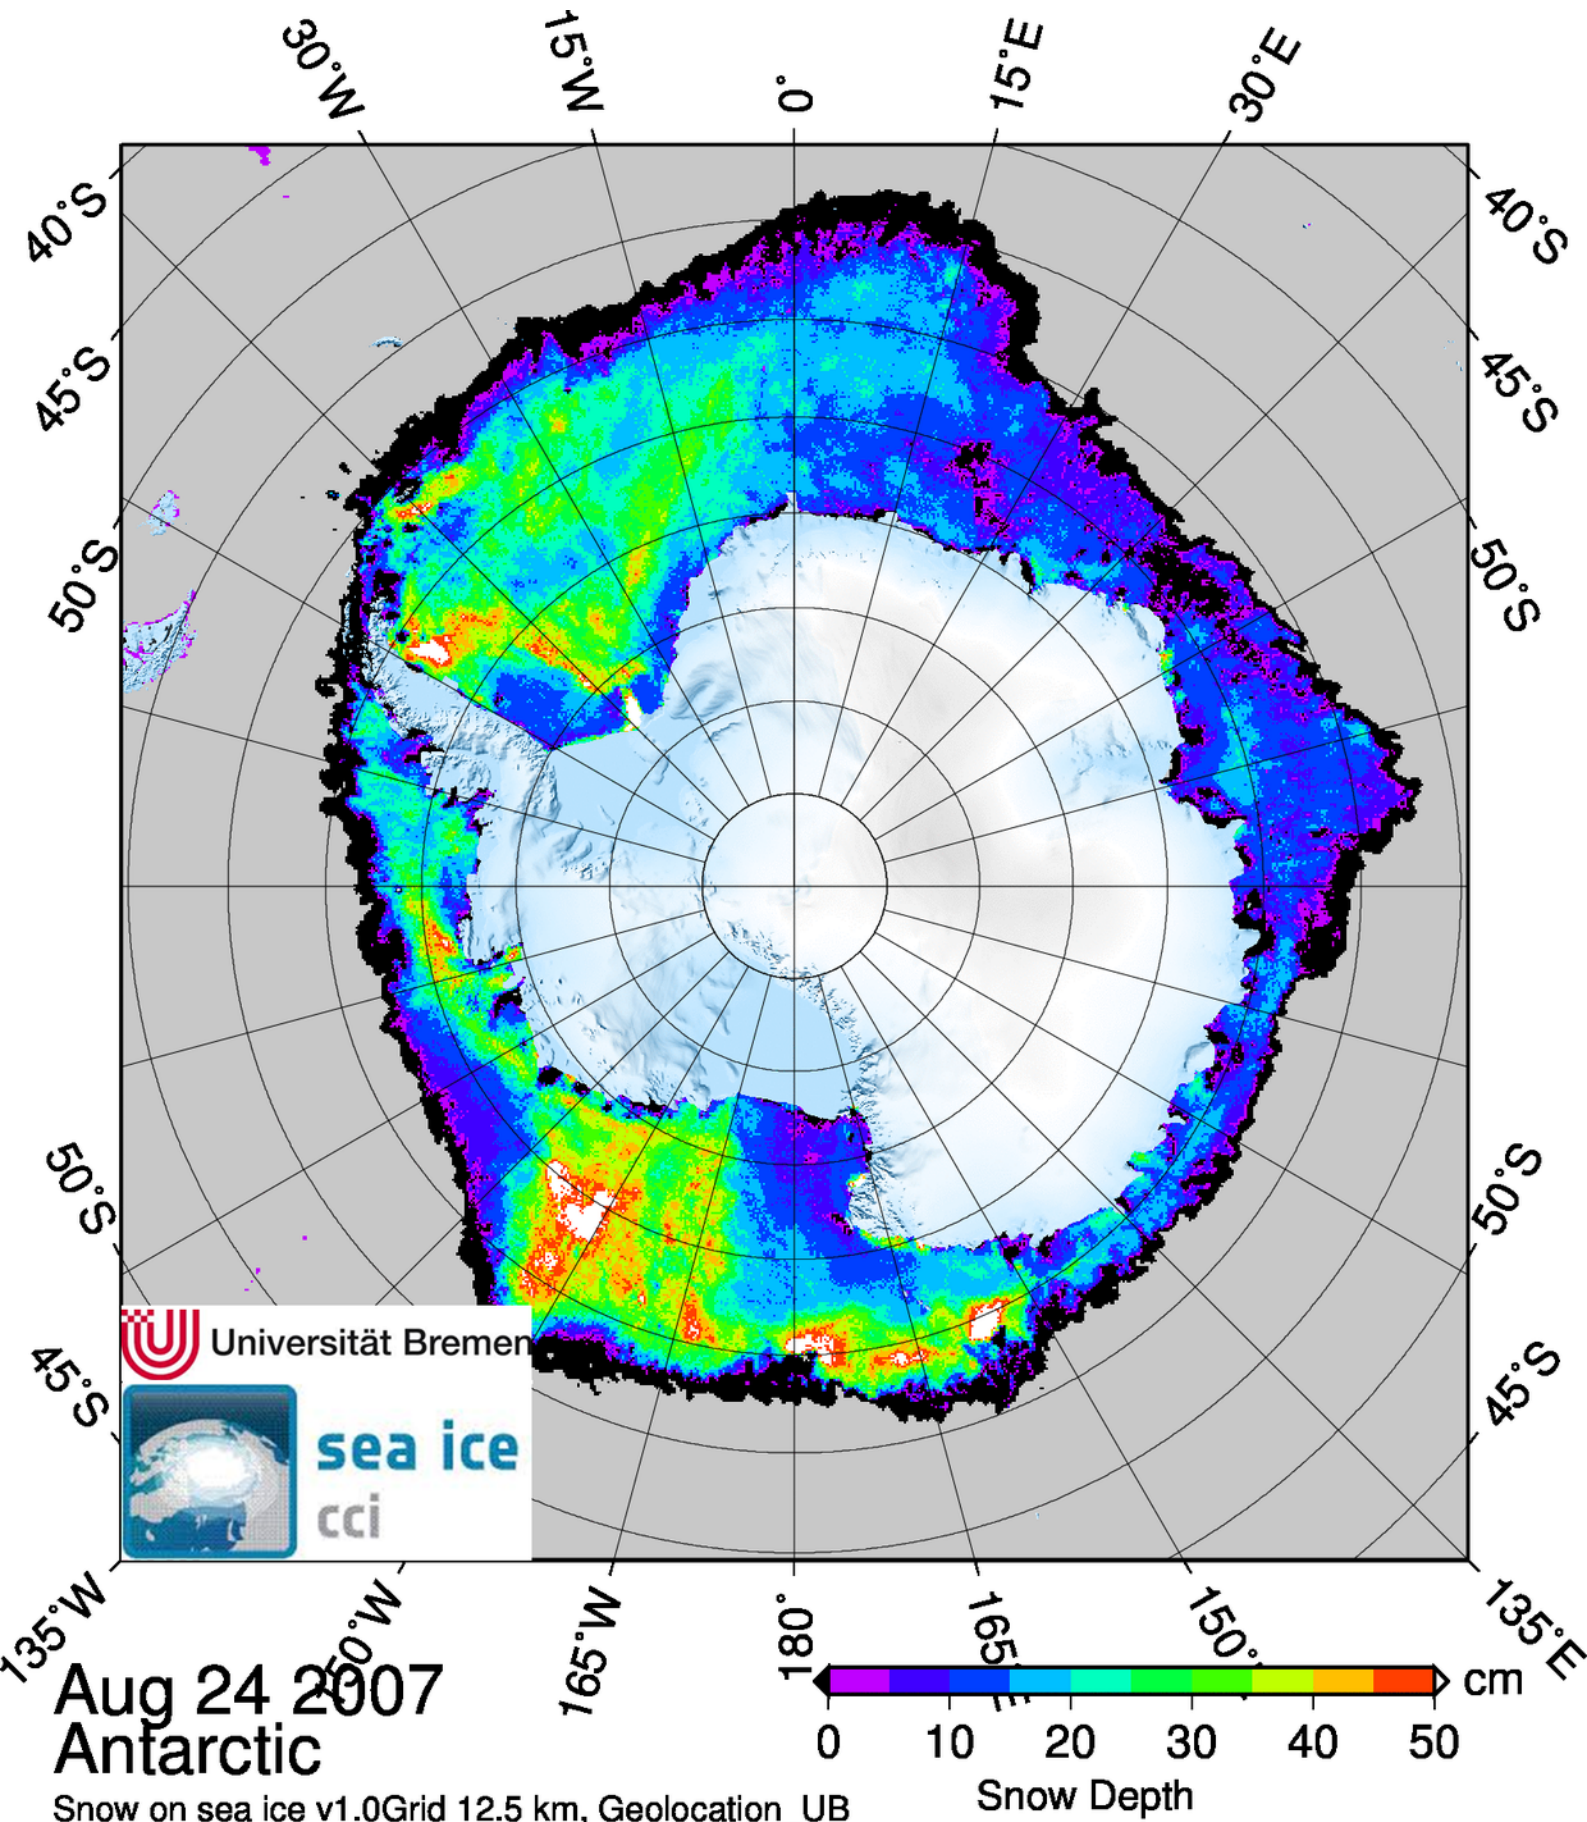 30°W 15°W 0° 15°E 30°E
40°S 40°S
45°S 45°S
50°S 50°S
50°S 50°S
45°S 45°S
Universität Bremen
sea ice
cci
135°W 165°W 180° 135°E
Aug 24 2007
Antarctic
Snow on sea ice v1.0Grid 12.5 km, Geolocation UB
cm
0 10 20 30 40 50
Snow Depth